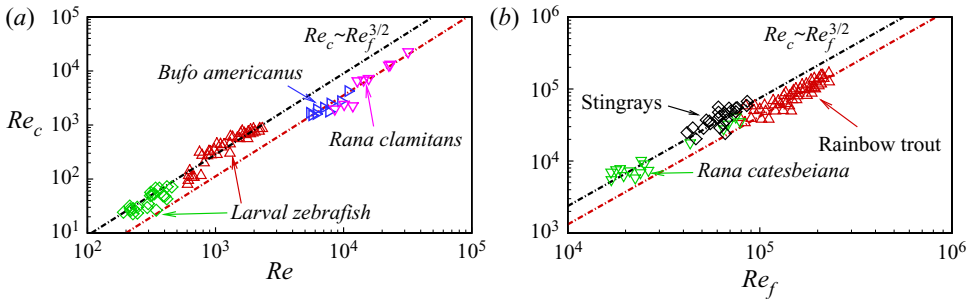 (a)
10^5
10^4
10^3
10^2
10^1
Re_c
Re_c~Re_f^{3/2}
Bufo americanus
Rana clamitans
Larval zebrafish
10^2 10^3 10^4 10^5
Re
(b)
10^6
10^5
10^4
10^3
Re_c~Re_f^{3/2}
Stingrays
Rainbow trout
Rana catesbeiana
10^4 10^5 10^6
Re_f